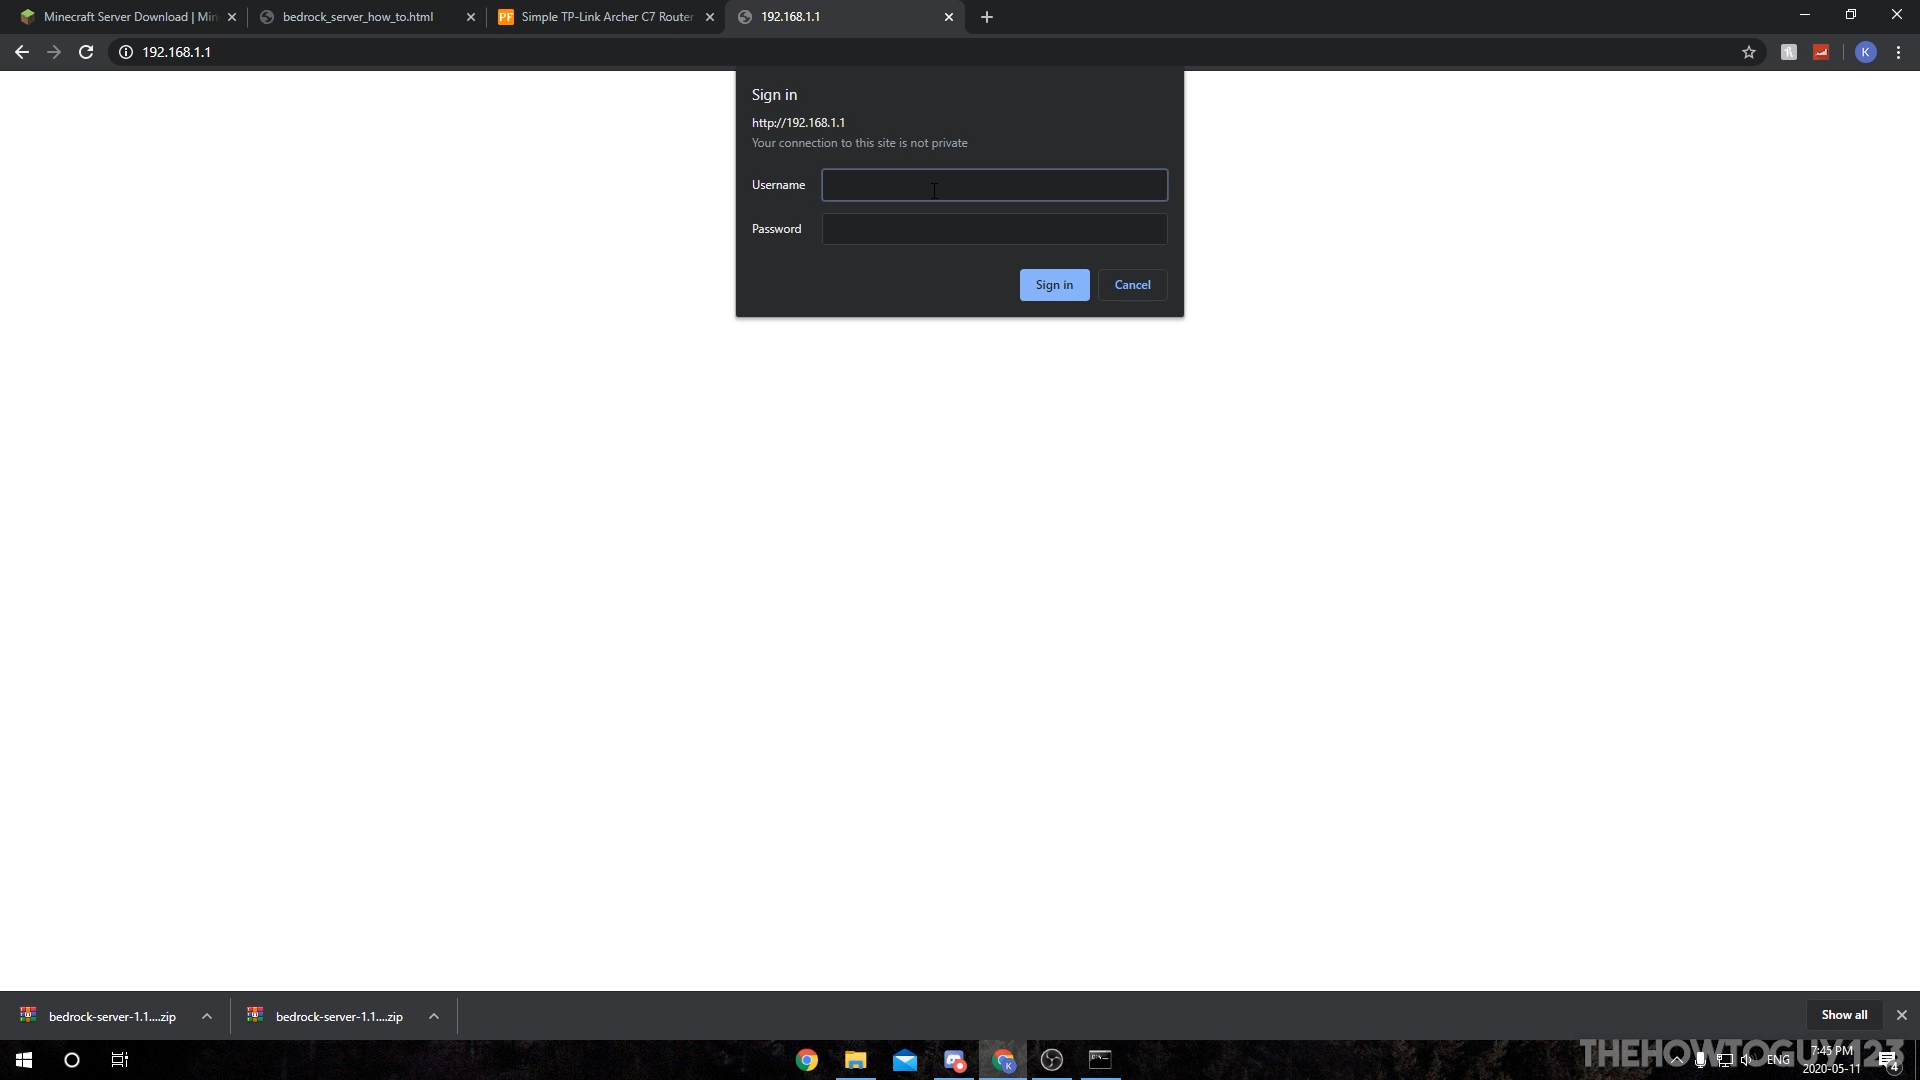 Minecraft Server Download | Min
bedrock_server_how_to.html
PF Simple TP-Link Archer C7 Router
192.168.1.1
192.168.1.1
K
Sign in
http://192.168.1.1
Your connection to this site is not private
Username
Password
Sign in
Cancel
bedrock-server-1.1....zip
bedrock-server-1.1....zip
Show all
K
THEHOWTOGUY123
ENG
7:45 PM
2020-05-11
4